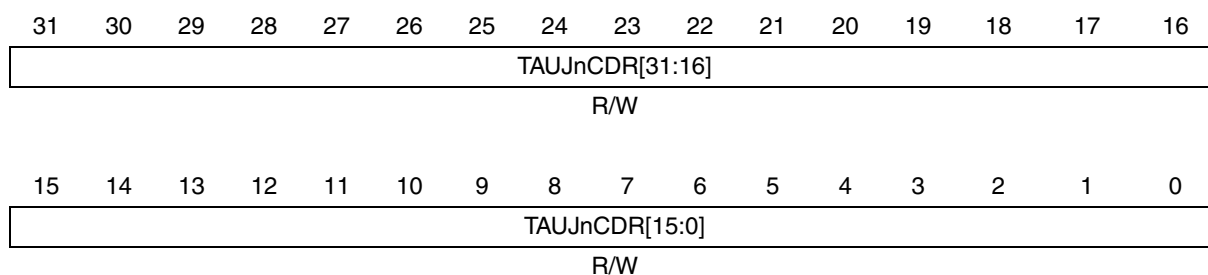 31 30 29 28 27 26 25 24 23 22 21 20 19 18 17 16
TAUJnCDR[31:16]
R/W
15 14 13 12 11 10 9 8 7 6 5 4 3 2 1 0
TAUJnCDR[15:0]
R/W